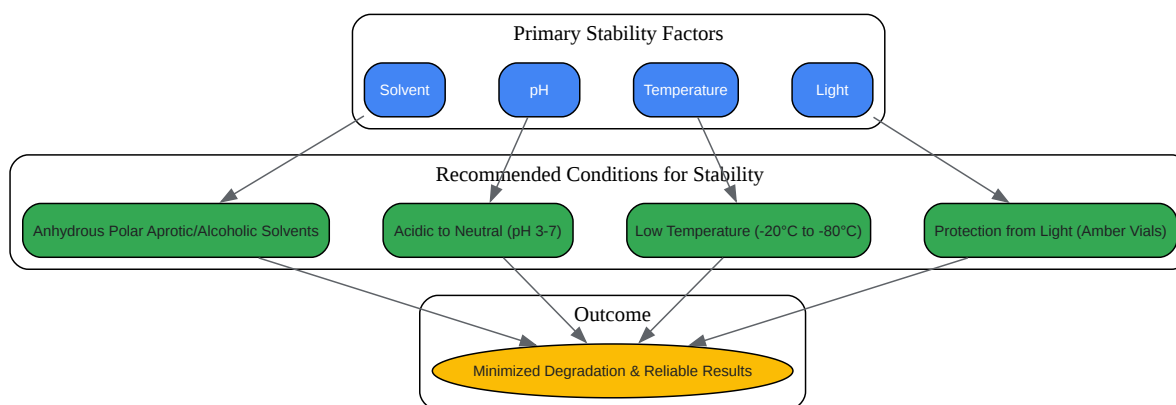 Primary Stability Factors
Solvent
pH
Temperature
Light
Recommended Conditions for Stability
Anhydrous Polar Aprotic/Alcoholic Solvents
Acidic to Neutral (pH 3-7)
Low Temperature (-20°C to -80°C)
Protection from Light (Amber Vials)
Outcome
Minimized Degradation & Reliable Results